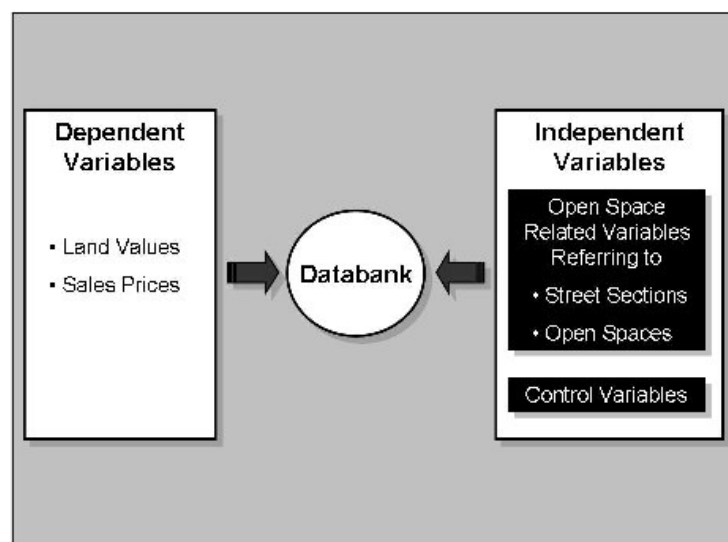 Dependent
Variables
• Land Values
• Sales Prices
Databank
Independent
Variables
Open Space
Related Variables
Referring to
• Street Sections
• Open Spaces
Control Variables